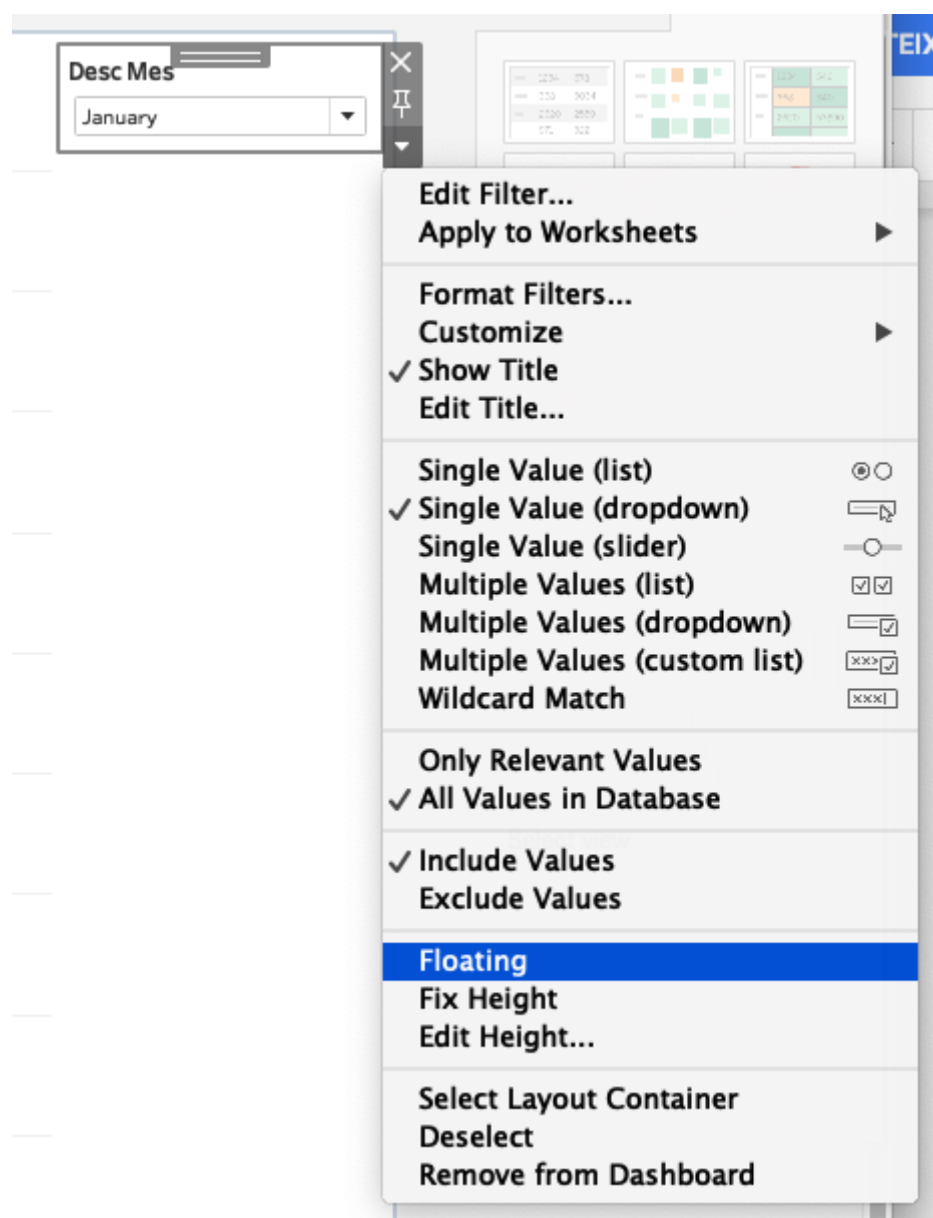 TEIX
Desc Mes
January
Edit Filter...
Apply to Worksheets
Format Filters...
Customize
Show Title
Edit Title...
Single Value (list)
Single Value (dropdown)
Single Value (slider)
Multiple Values (list)
Multiple Values (dropdown)
Multiple Values (custom list)
Wildcard Match
Only Relevant Values
All Values in Database
Include Values
Exclude Values
Floating
Fix Height
Edit Height...
Select Layout Container
Deselect
Remove from Dashboard